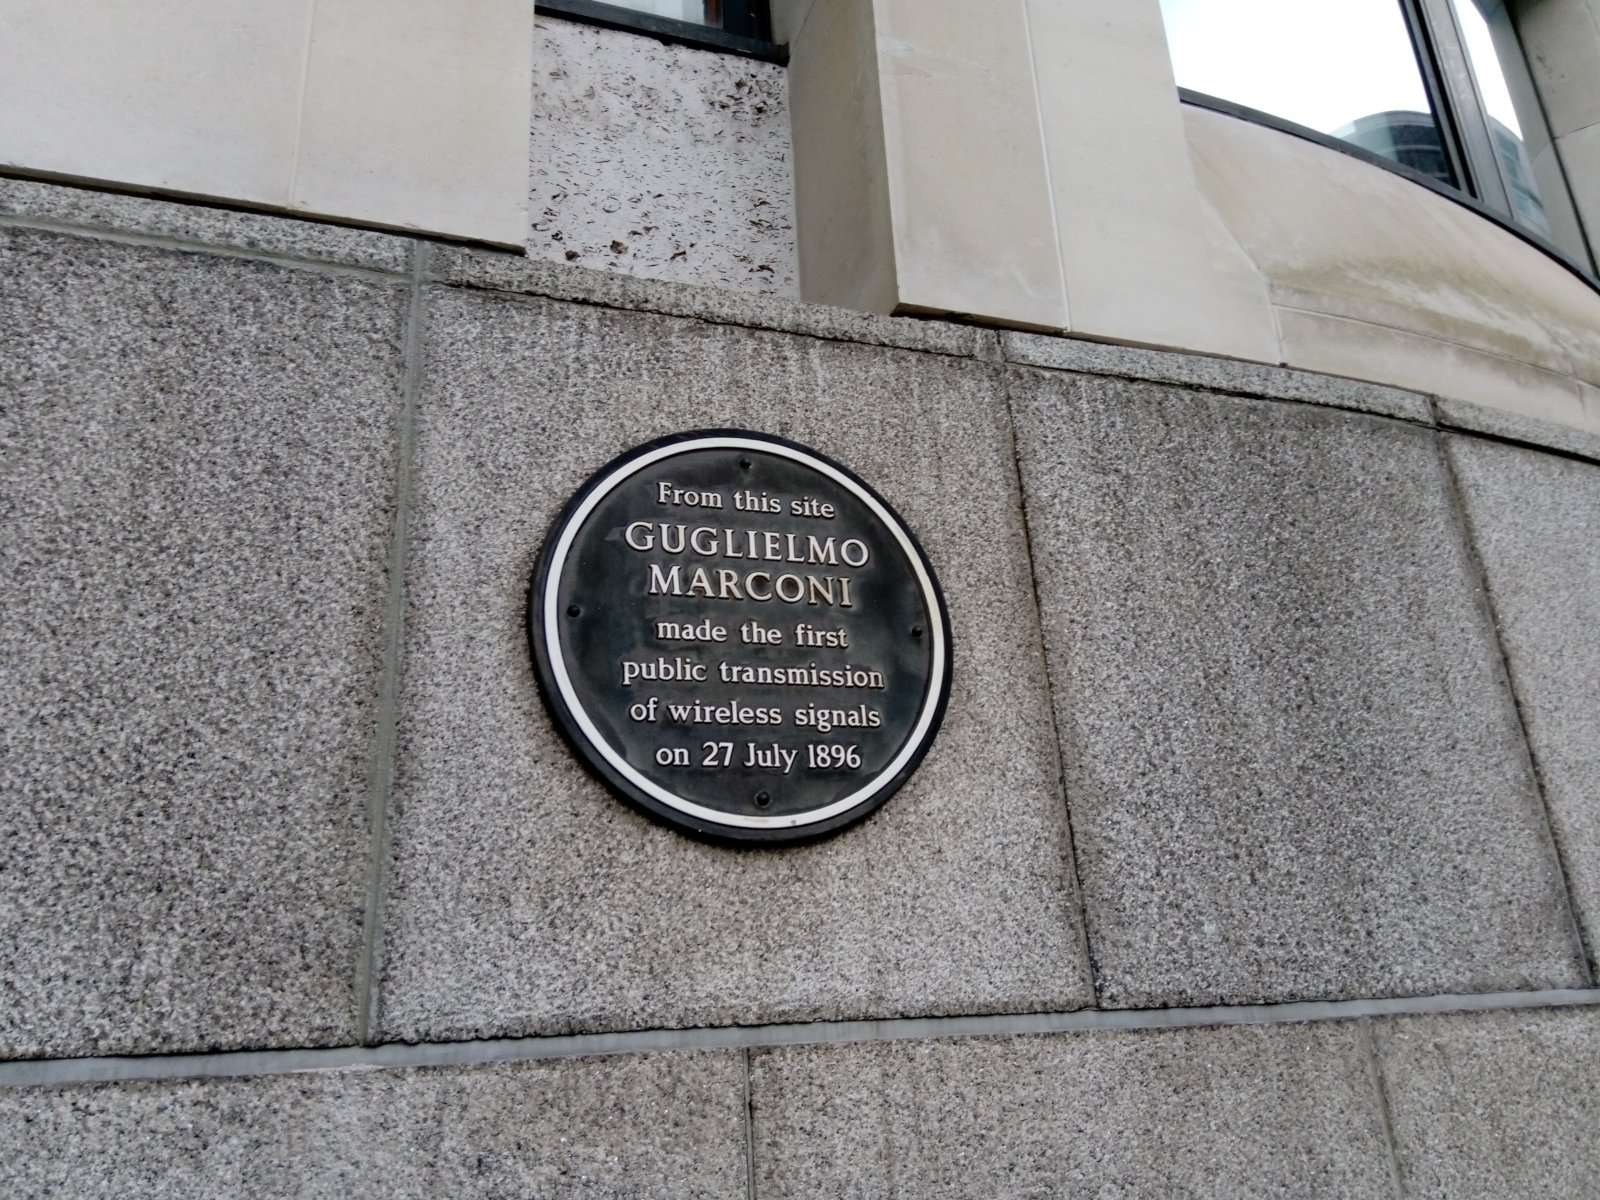 From this site
GUGLIELMO
MARCONI
made the first
public transmission
of wireless signals
on 27 July 1896